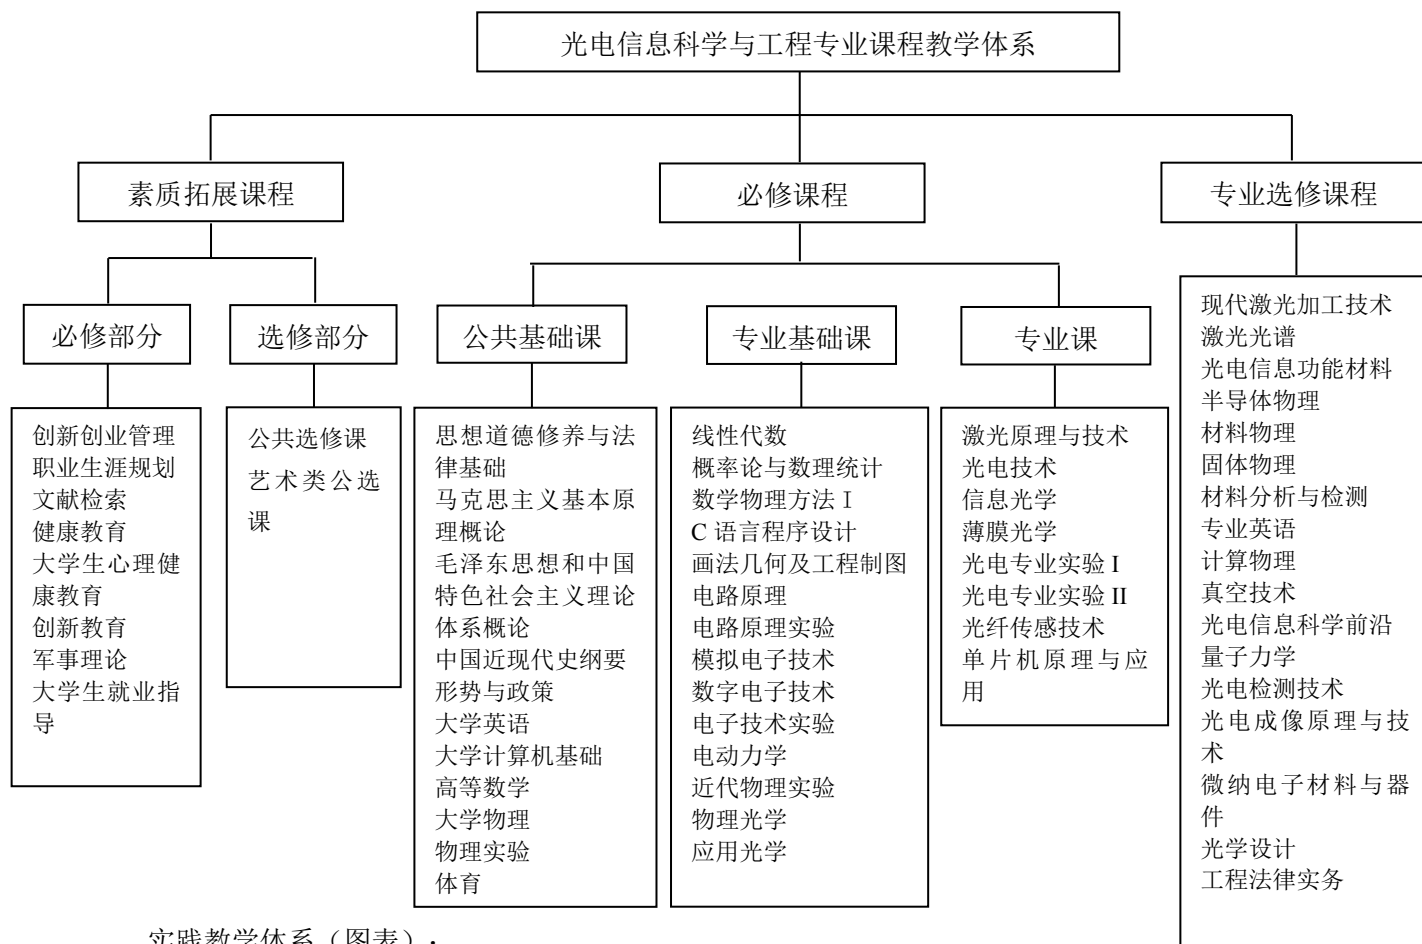 光电信息科学与工程专业课程教学体系
素质拓展课程
必修课程
专业选修课程
必修部分
选修部分
公共基础课
专业基础课
专业课
创新创业管理
职业生涯规划
文献检索
健康教育
大学生心理健
康教育
创新教育
军事理论
大学生就业指
导
公共选修课
艺术类公选
课
思想道德修养与法
律基础
马克思主义基本原
理概论
毛泽东思想和中国
特色社会主义理论
体系概论
中国近现代史纲要
形势与政策
大学英语
大学计算机基础
高等数学
大学物理
物理实验
体育
线性代数
概率论与数理统计
数学物理方法Ⅰ
C 语言程序设计
画法几何及工程制图
电路原理
电路原理实验
模拟电子技术
数字电子技术
电子技术实验
电动力学
近代物理实验
物理光学
应用光学
激光原理与技术
光电技术
信息光学
薄膜光学
光电专业实验 I
光电专业实验 II
光纤传感技术
单片机原理与应
用
现代激光加工技术
激光光谱
光电信息功能材料
半导体物理
材料物理
固体物理
材料分析与检测
专业英语
计算物理
真空技术
光电信息科学前沿
量子力学
光电检测技术
光电成像原理与技
术
微纳电子材料与器
件
光学设计
工程法律实务
实践教学体系（图表）：